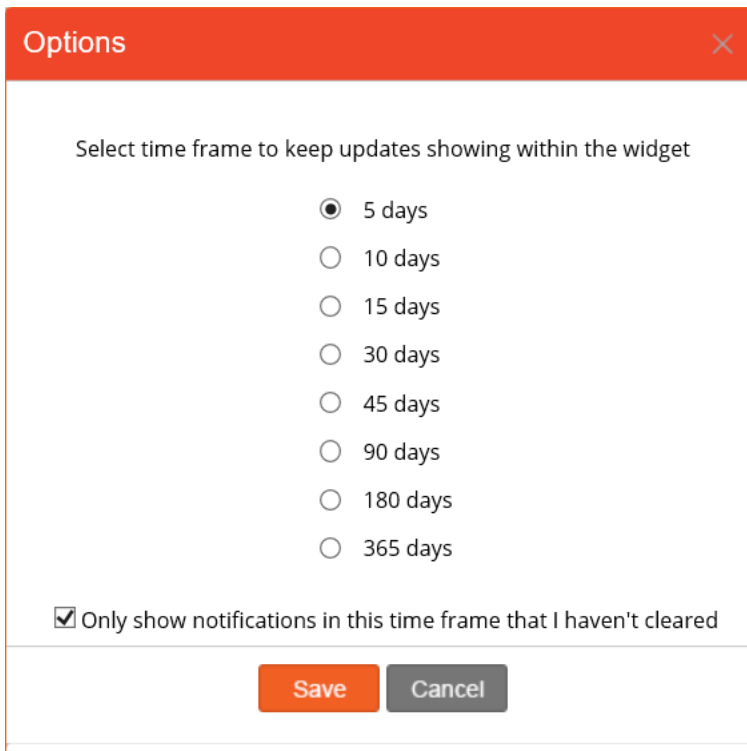 Options
Select time frame to keep updates showing within the widget
5 days
10 days
15 days
30 days
45 days
90 days
180 days
365 days
Only show notifications in this time frame that I haven't cleared
Save Cancel